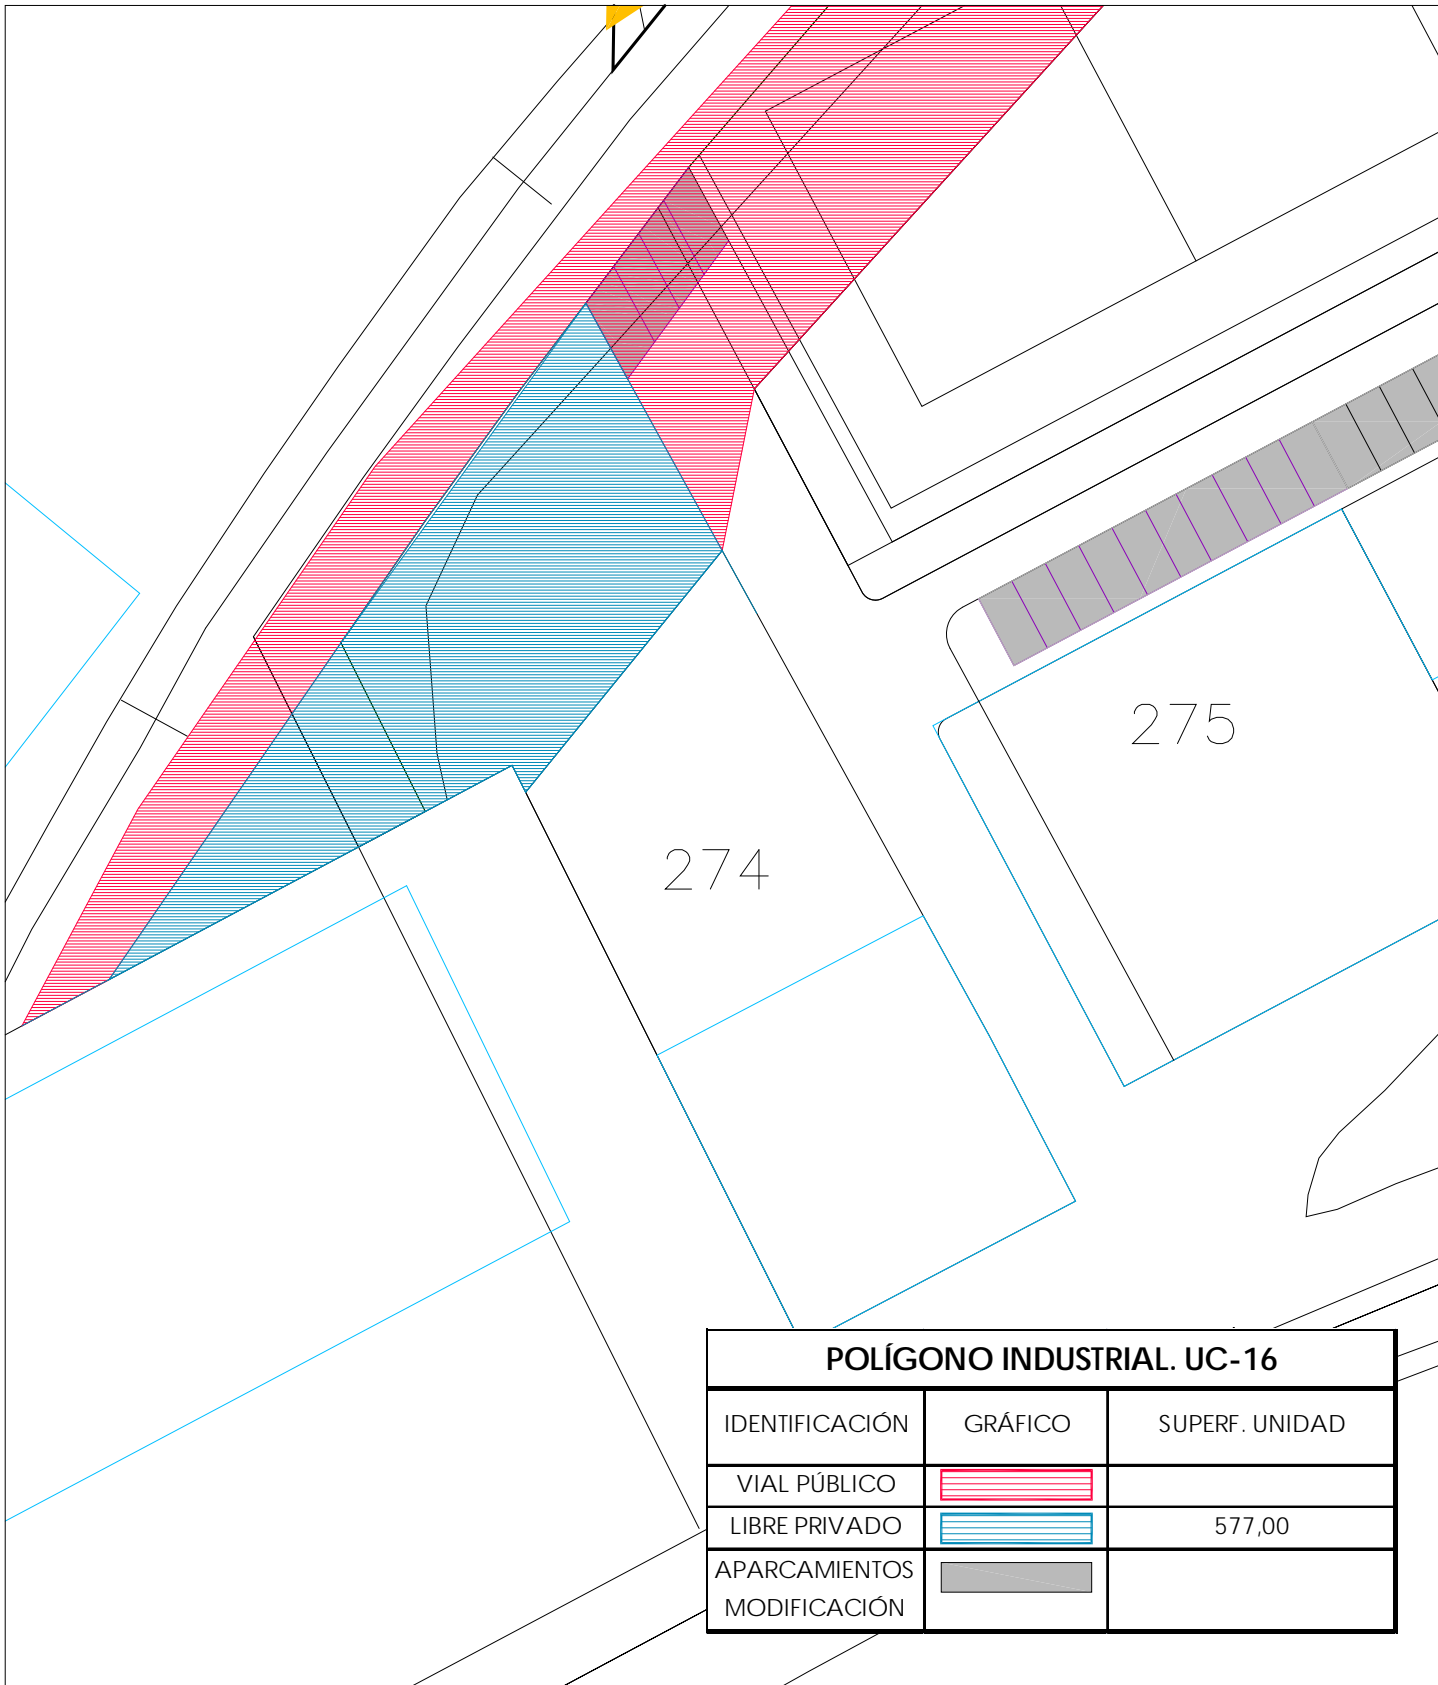 275
274
POLÍGONO INDUSTRIAL. UC-16
IDENTIFICACIÓN GRÁFICO SUPERF. UNIDAD
VIAL PÚBLICO
LIBRE PRIVADO 577,00
APARCAMIENTOS
MODIFICACIÓN